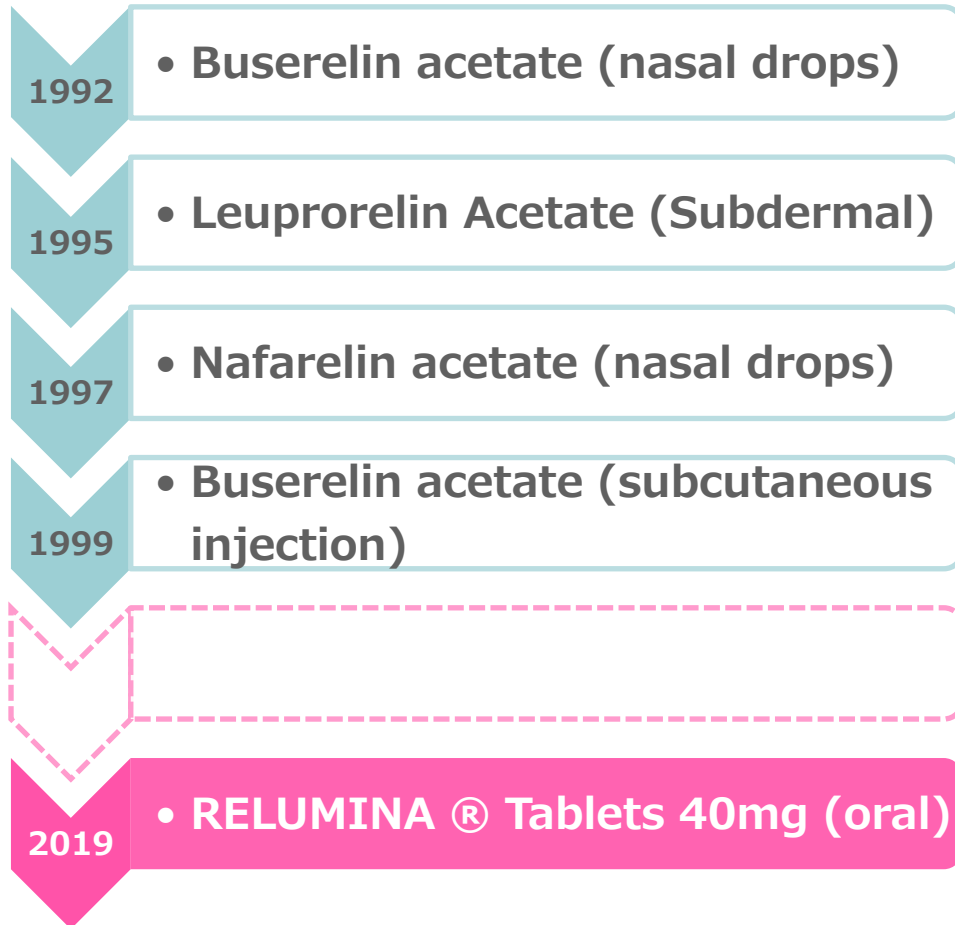 1992
• Buserelin acetate (nasal drops)
1995
• Leuprorelin Acetate (Subdermal)
1997
• Nafarelin acetate (nasal drops)
1999
• Buserelin acetate (subcutaneous
injection)
2019
• RELUMINA ® Tablets 40mg (oral)